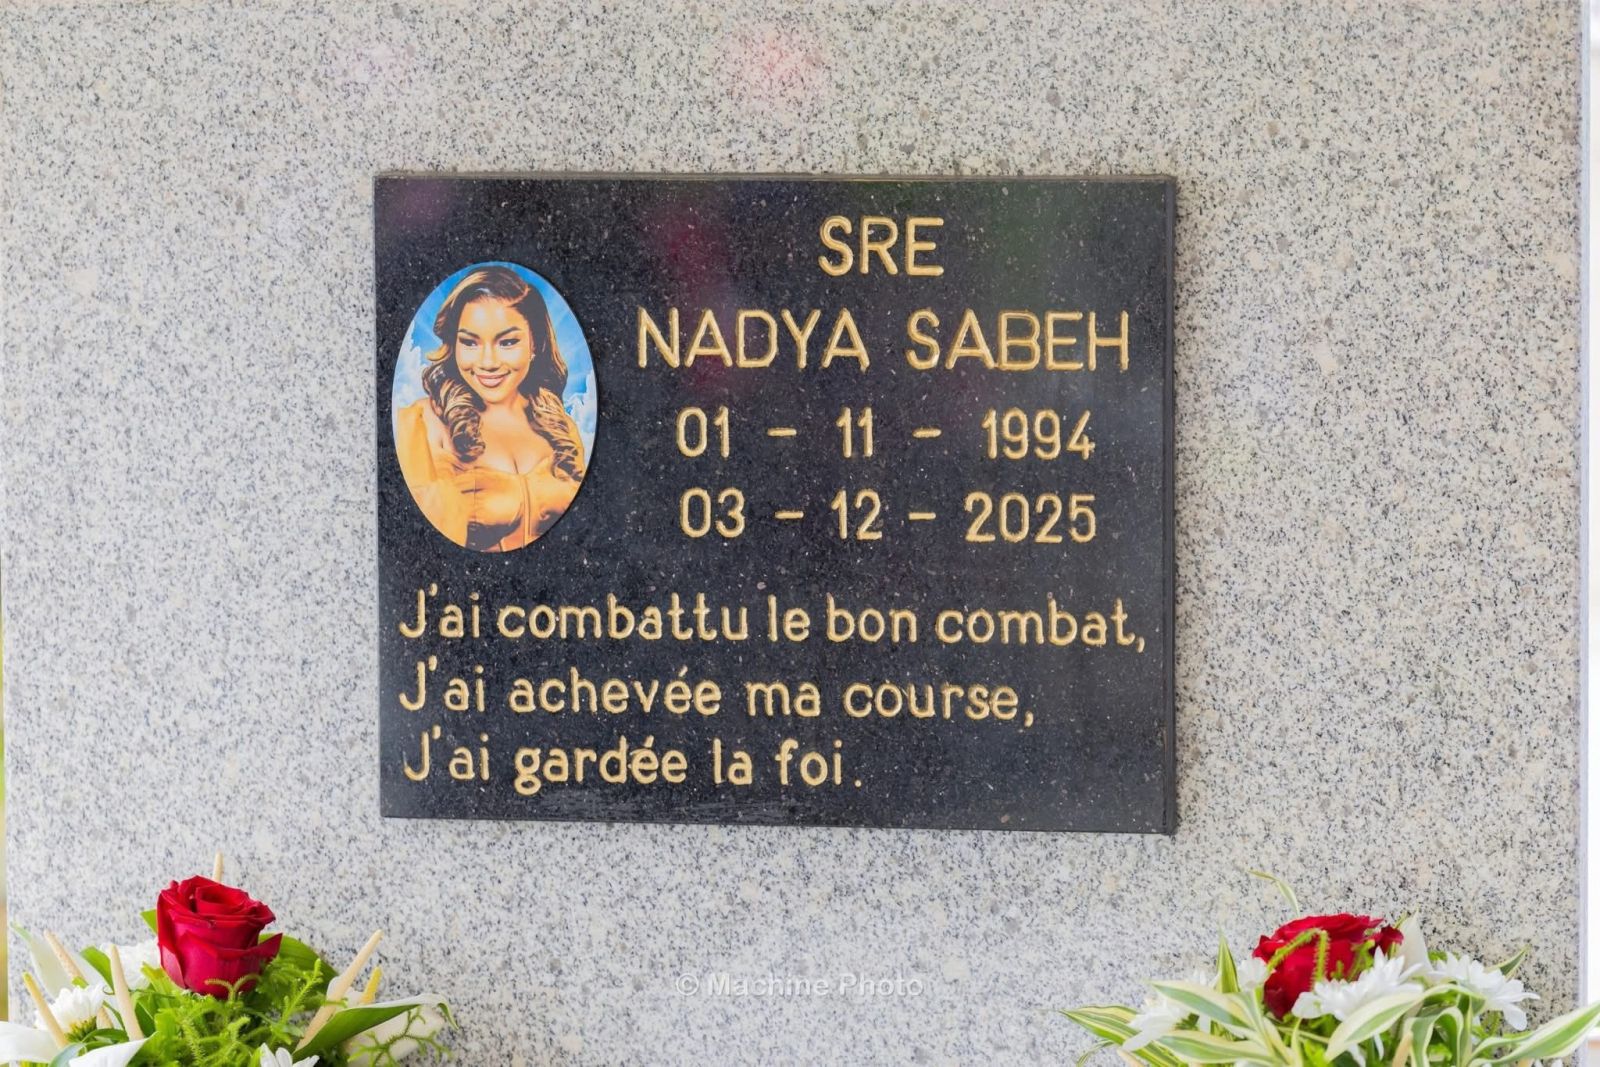 SRE
NADYA SABEH
01 - 11 - 1994
03 - 12 - 2025
J'ai combattu le bon combat,
J'ai achevée ma course,
J'ai gardée la foi.
© Machine Photo